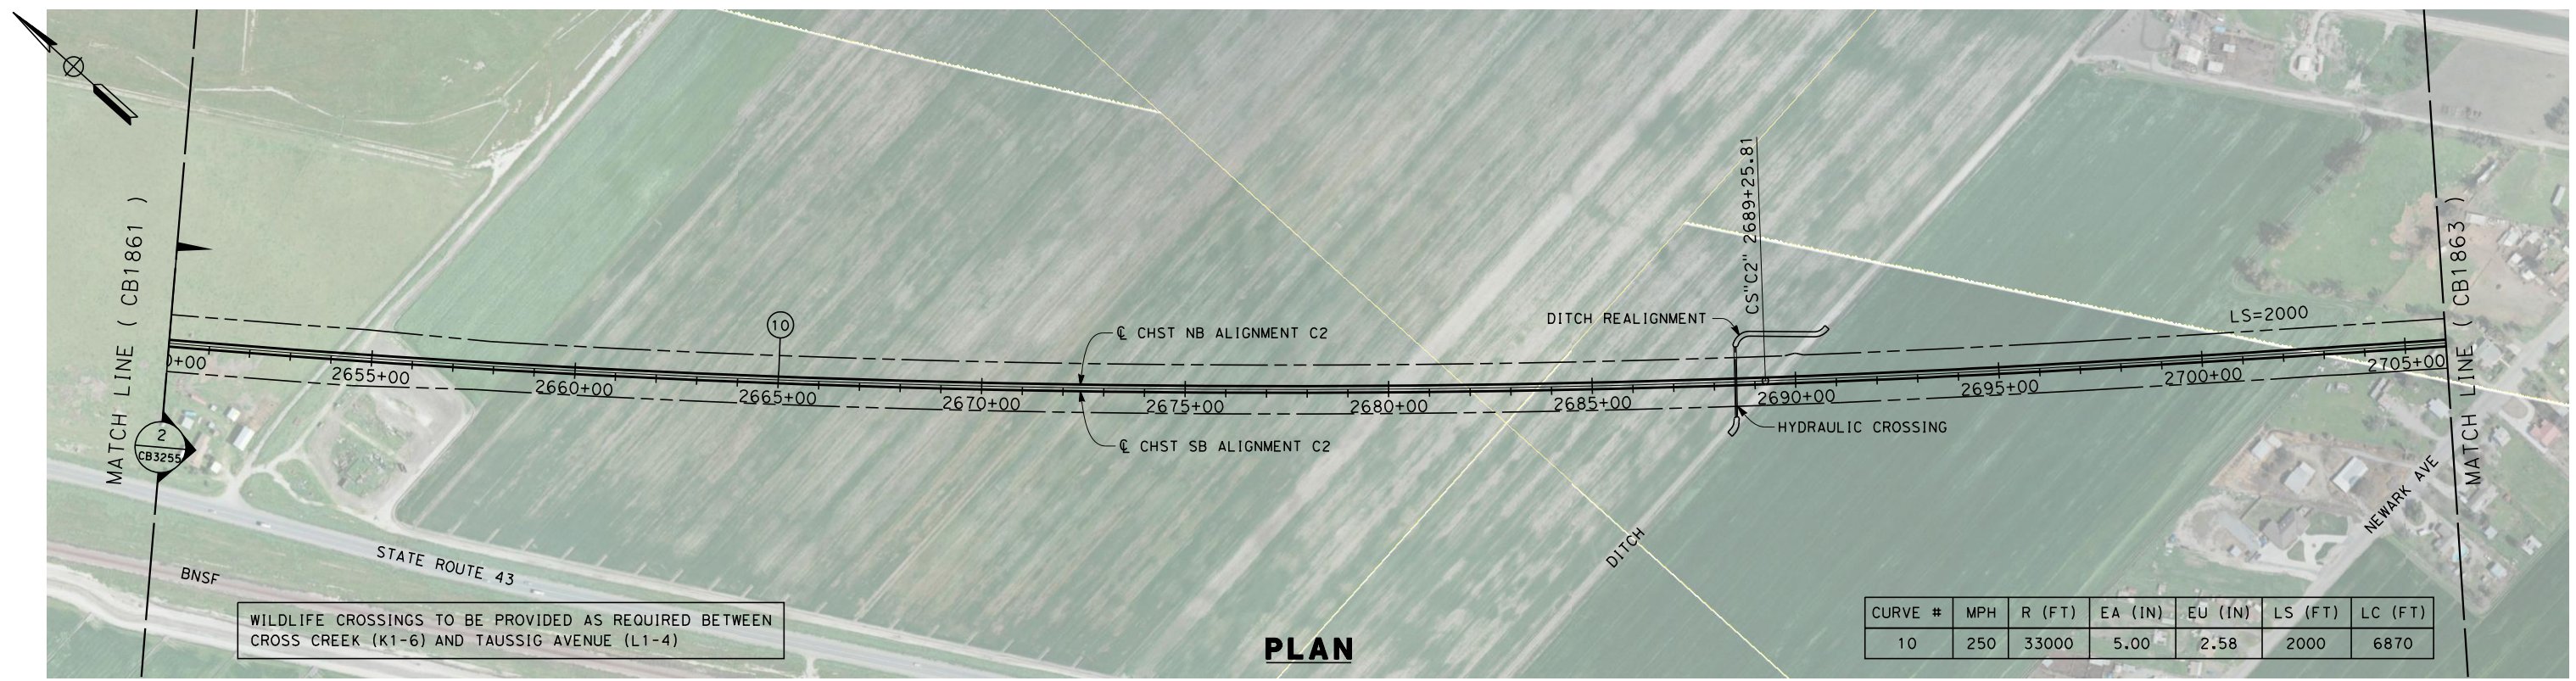 MATCH LINE ( CB1861 )
2
CB3255
0+00
2655+00
2660+00
10
2665+00
2670+00
℄ CHST NB ALIGNMENT C2
℄ CHST SB ALIGNMENT C2
2675+00
2680+00
2685+00
DITCH REALIGNMENT
CS"C2" 2689+25.81
HYDRAULIC CROSSING
2690+00
2695+00
2700+00
LS=2000
2705+00
MATCH LINE ( CB1863 )
NEWARK AVE
DITCH
STATE ROUTE 43
BNSF
WILDLIFE CROSSINGS TO BE PROVIDED AS REQUIRED BETWEEN
CROSS CREEK (K1-6) AND TAUSSIG AVENUE (L1-4)
PLAN
CURVE # MPH R (FT) EA (IN) EU (IN) LS (FT) LC (FT)
10 250 33000 5.00 2.58 2000 6870